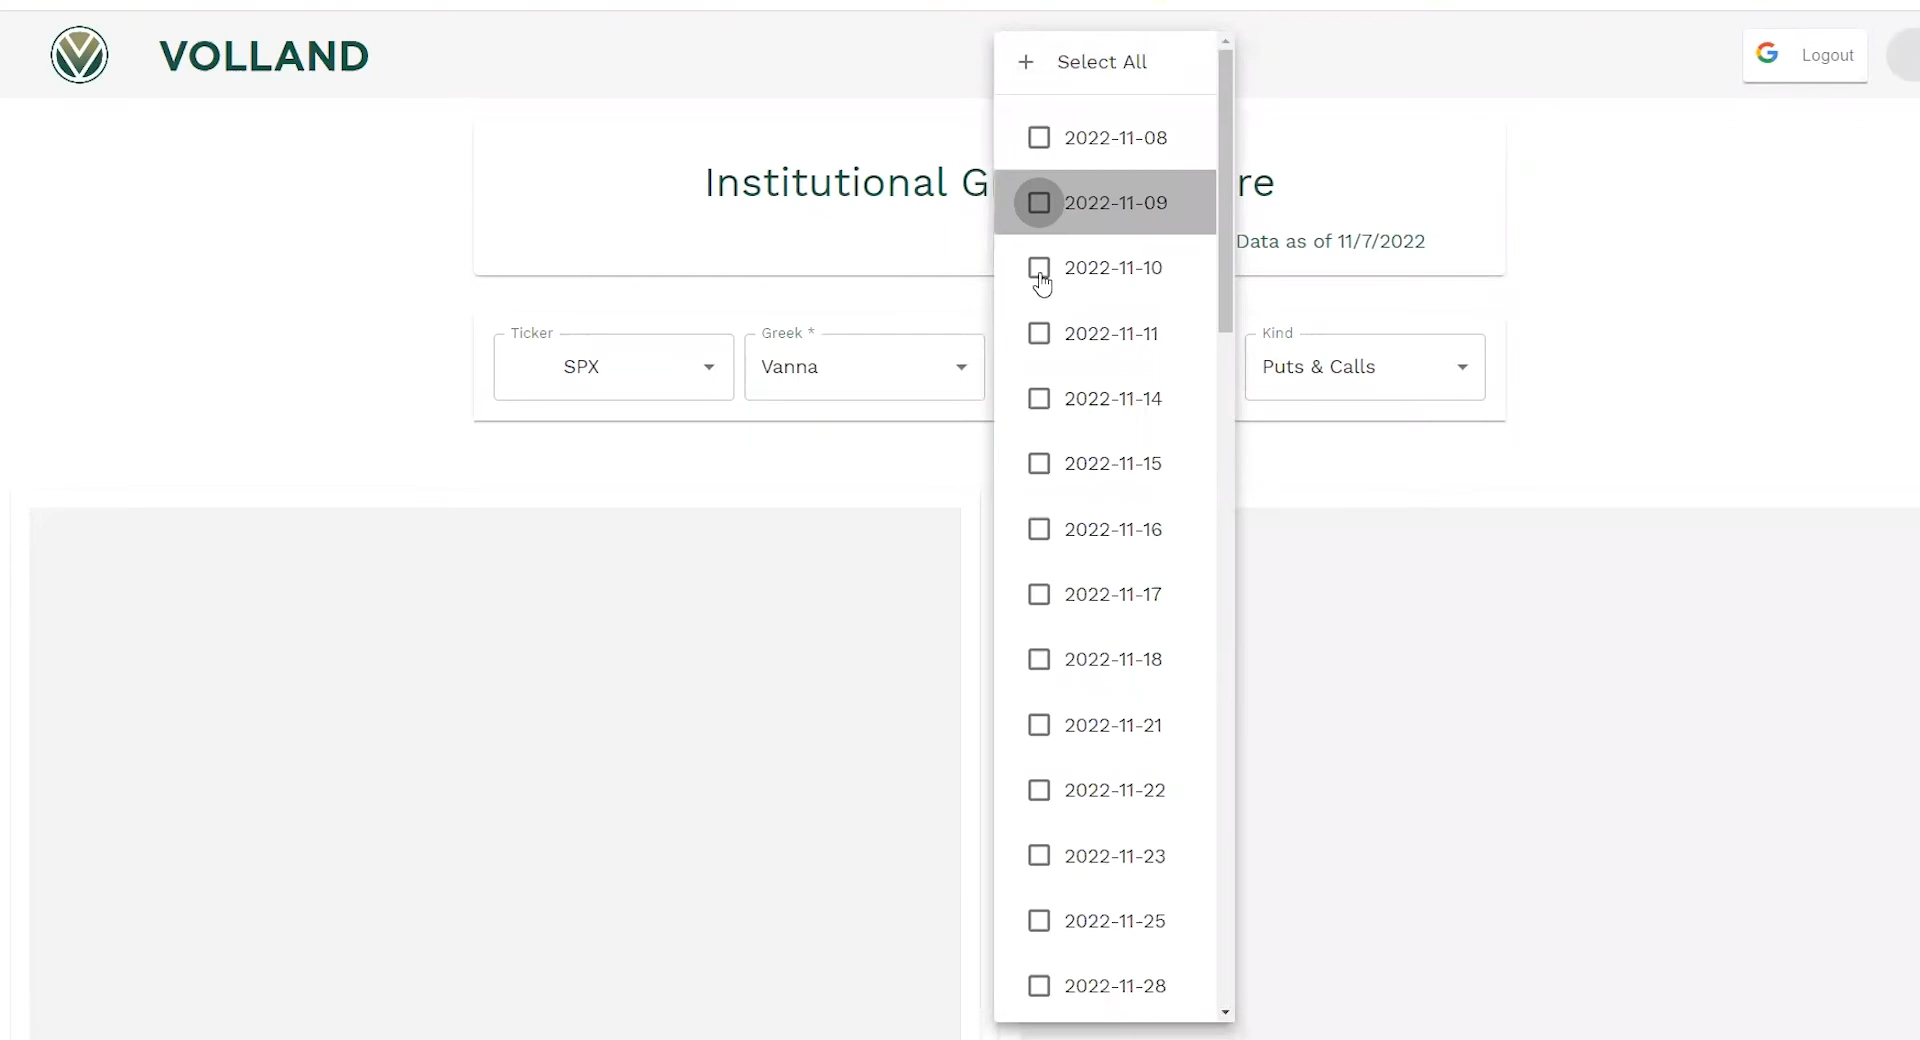 VOLLAND
Logout
Institutional G
re
Data as of 11/7/2022
Ticker
SPX
Greek *
Vanna
Kind
Puts & Calls
+ Select All
2022-11-08
2022-11-09
2022-11-10
2022-11-11
2022-11-14
2022-11-15
2022-11-16
2022-11-17
2022-11-18
2022-11-21
2022-11-22
2022-11-23
2022-11-25
2022-11-28